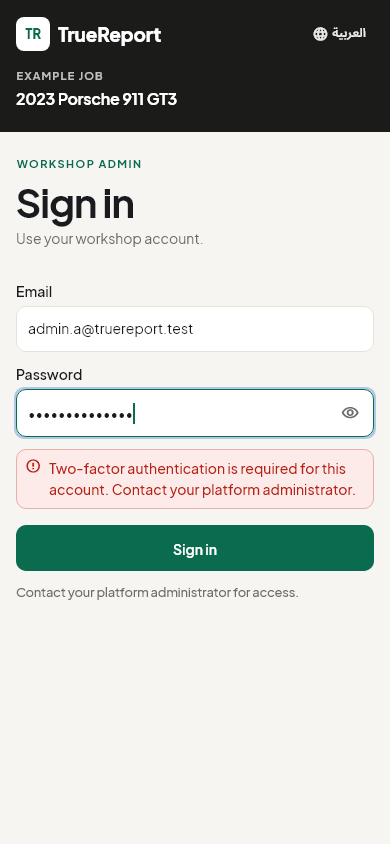 TR TrueReport
العربية
EXAMPLE JOB
2023 Porsche 911 GT3
WORKSHOP ADMIN
Sign in
Use your workshop account.
Email
admin.a@truereport.test
Password
••••••••••••••
Two-factor authentication is required for this
account. Contact your platform administrator.
Sign in
Contact your platform administrator for access.